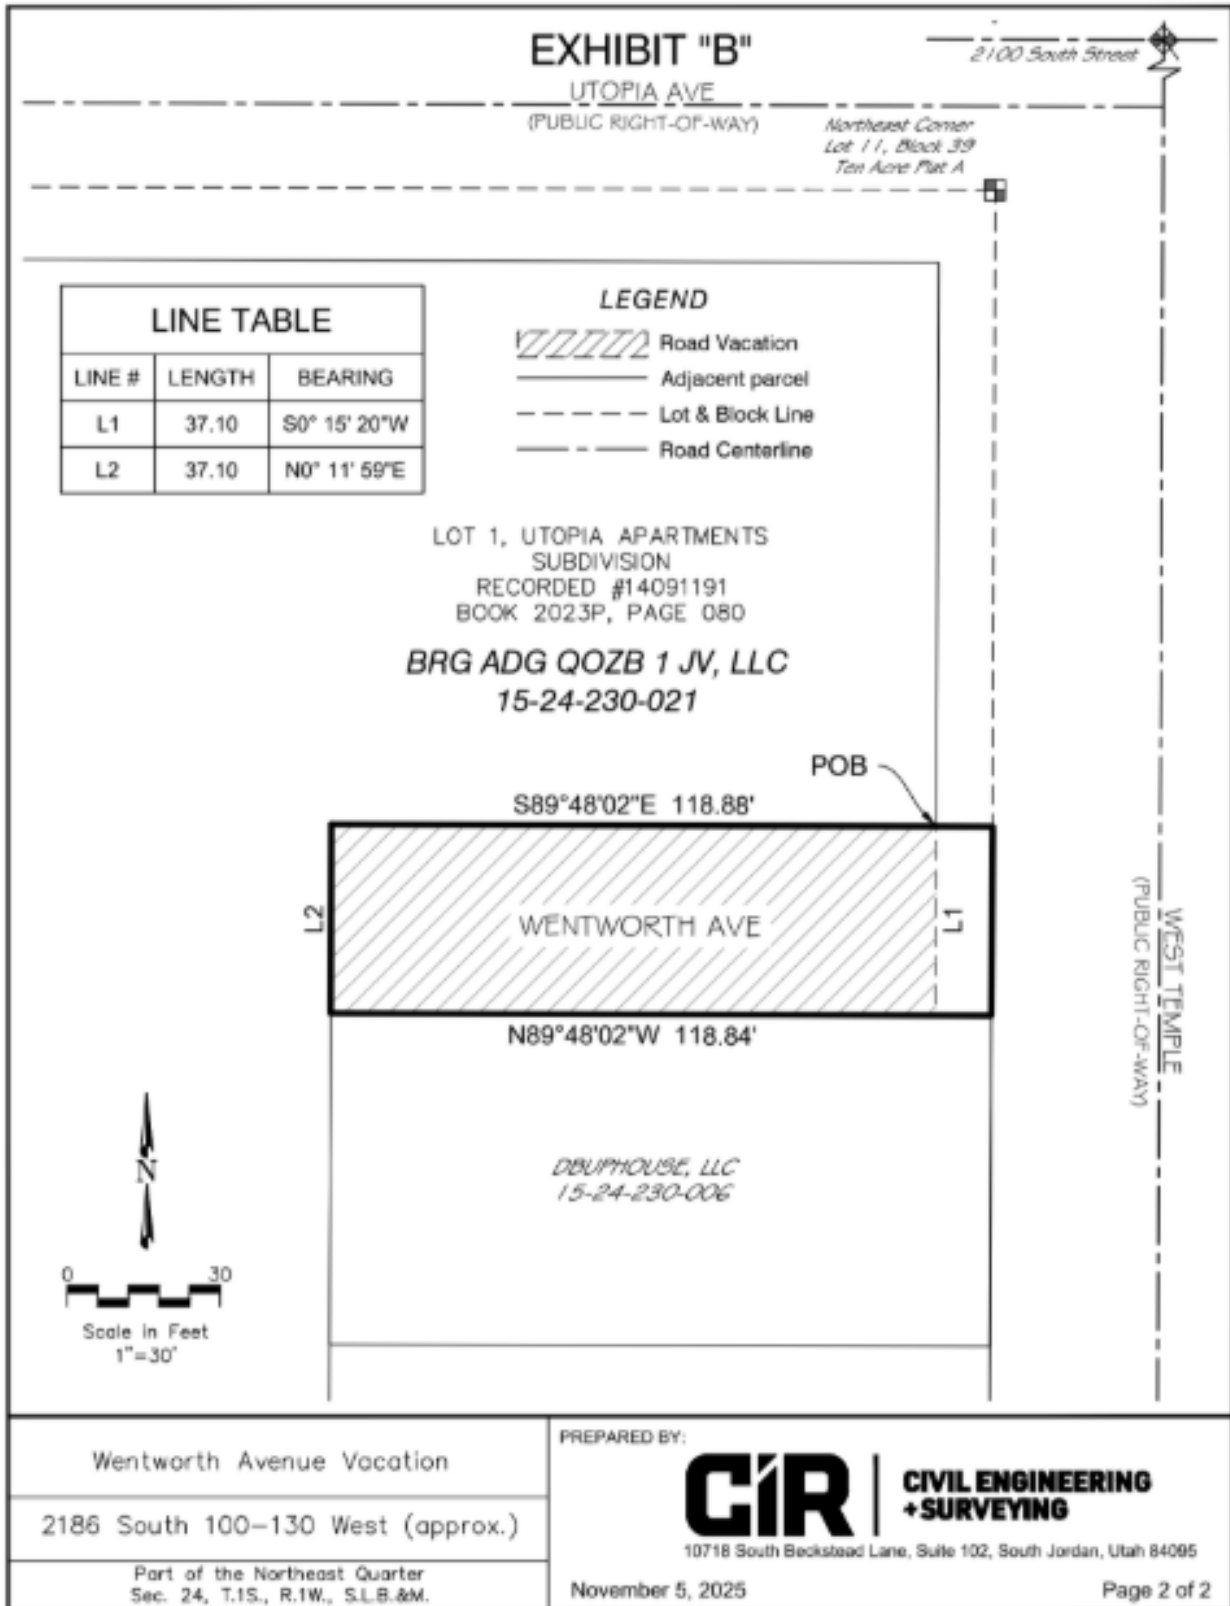 EXHIBIT "B"
2100 South Street
UTOPIA AVE
(PUBLIC RIGHT-OF-WAY)
Northeast Corner
Lot 11, Block 39
Ten Acre Plat A
LINE TABLE
LINE # LENGTH BEARING
L1 37.10 S0° 15' 20"W
L2 37.10 N0° 11' 59"E
LEGEND
Road Vacation
Adjacent parcel
Lot & Block Line
Road Centerline
LOT 1, UTOPIA APARTMENTS
SUBDIVISION
RECORDED #14091191
BOOK 2023P, PAGE 080
BRG ADG QOZB 1 JV, LLC
15-24-230-021
POB
S89°48'02"E 118.88'
L2
WENTWORTH AVE
L1
N89°48'02"W 118.84'
WEST TEMPLE
(PUBLIC RIGHT-OF-WAY)
DBUPHOUSE, LLC
15-24-230-006
N
0 30
Scale in Feet
1"=30'
Wentworth Avenue Vacation
2186 South 100-130 West (approx.)
Part of the Northeast Quarter
Sec. 24, T.1S., R.1W., S.L.B.&M.
PREPARED BY:
CIR
CIVIL ENGINEERING
+SURVEYING
10718 South Beckstead Lane, Suite 102, South Jordan, Utah 84095
November 5, 2025
Page 2 of 2